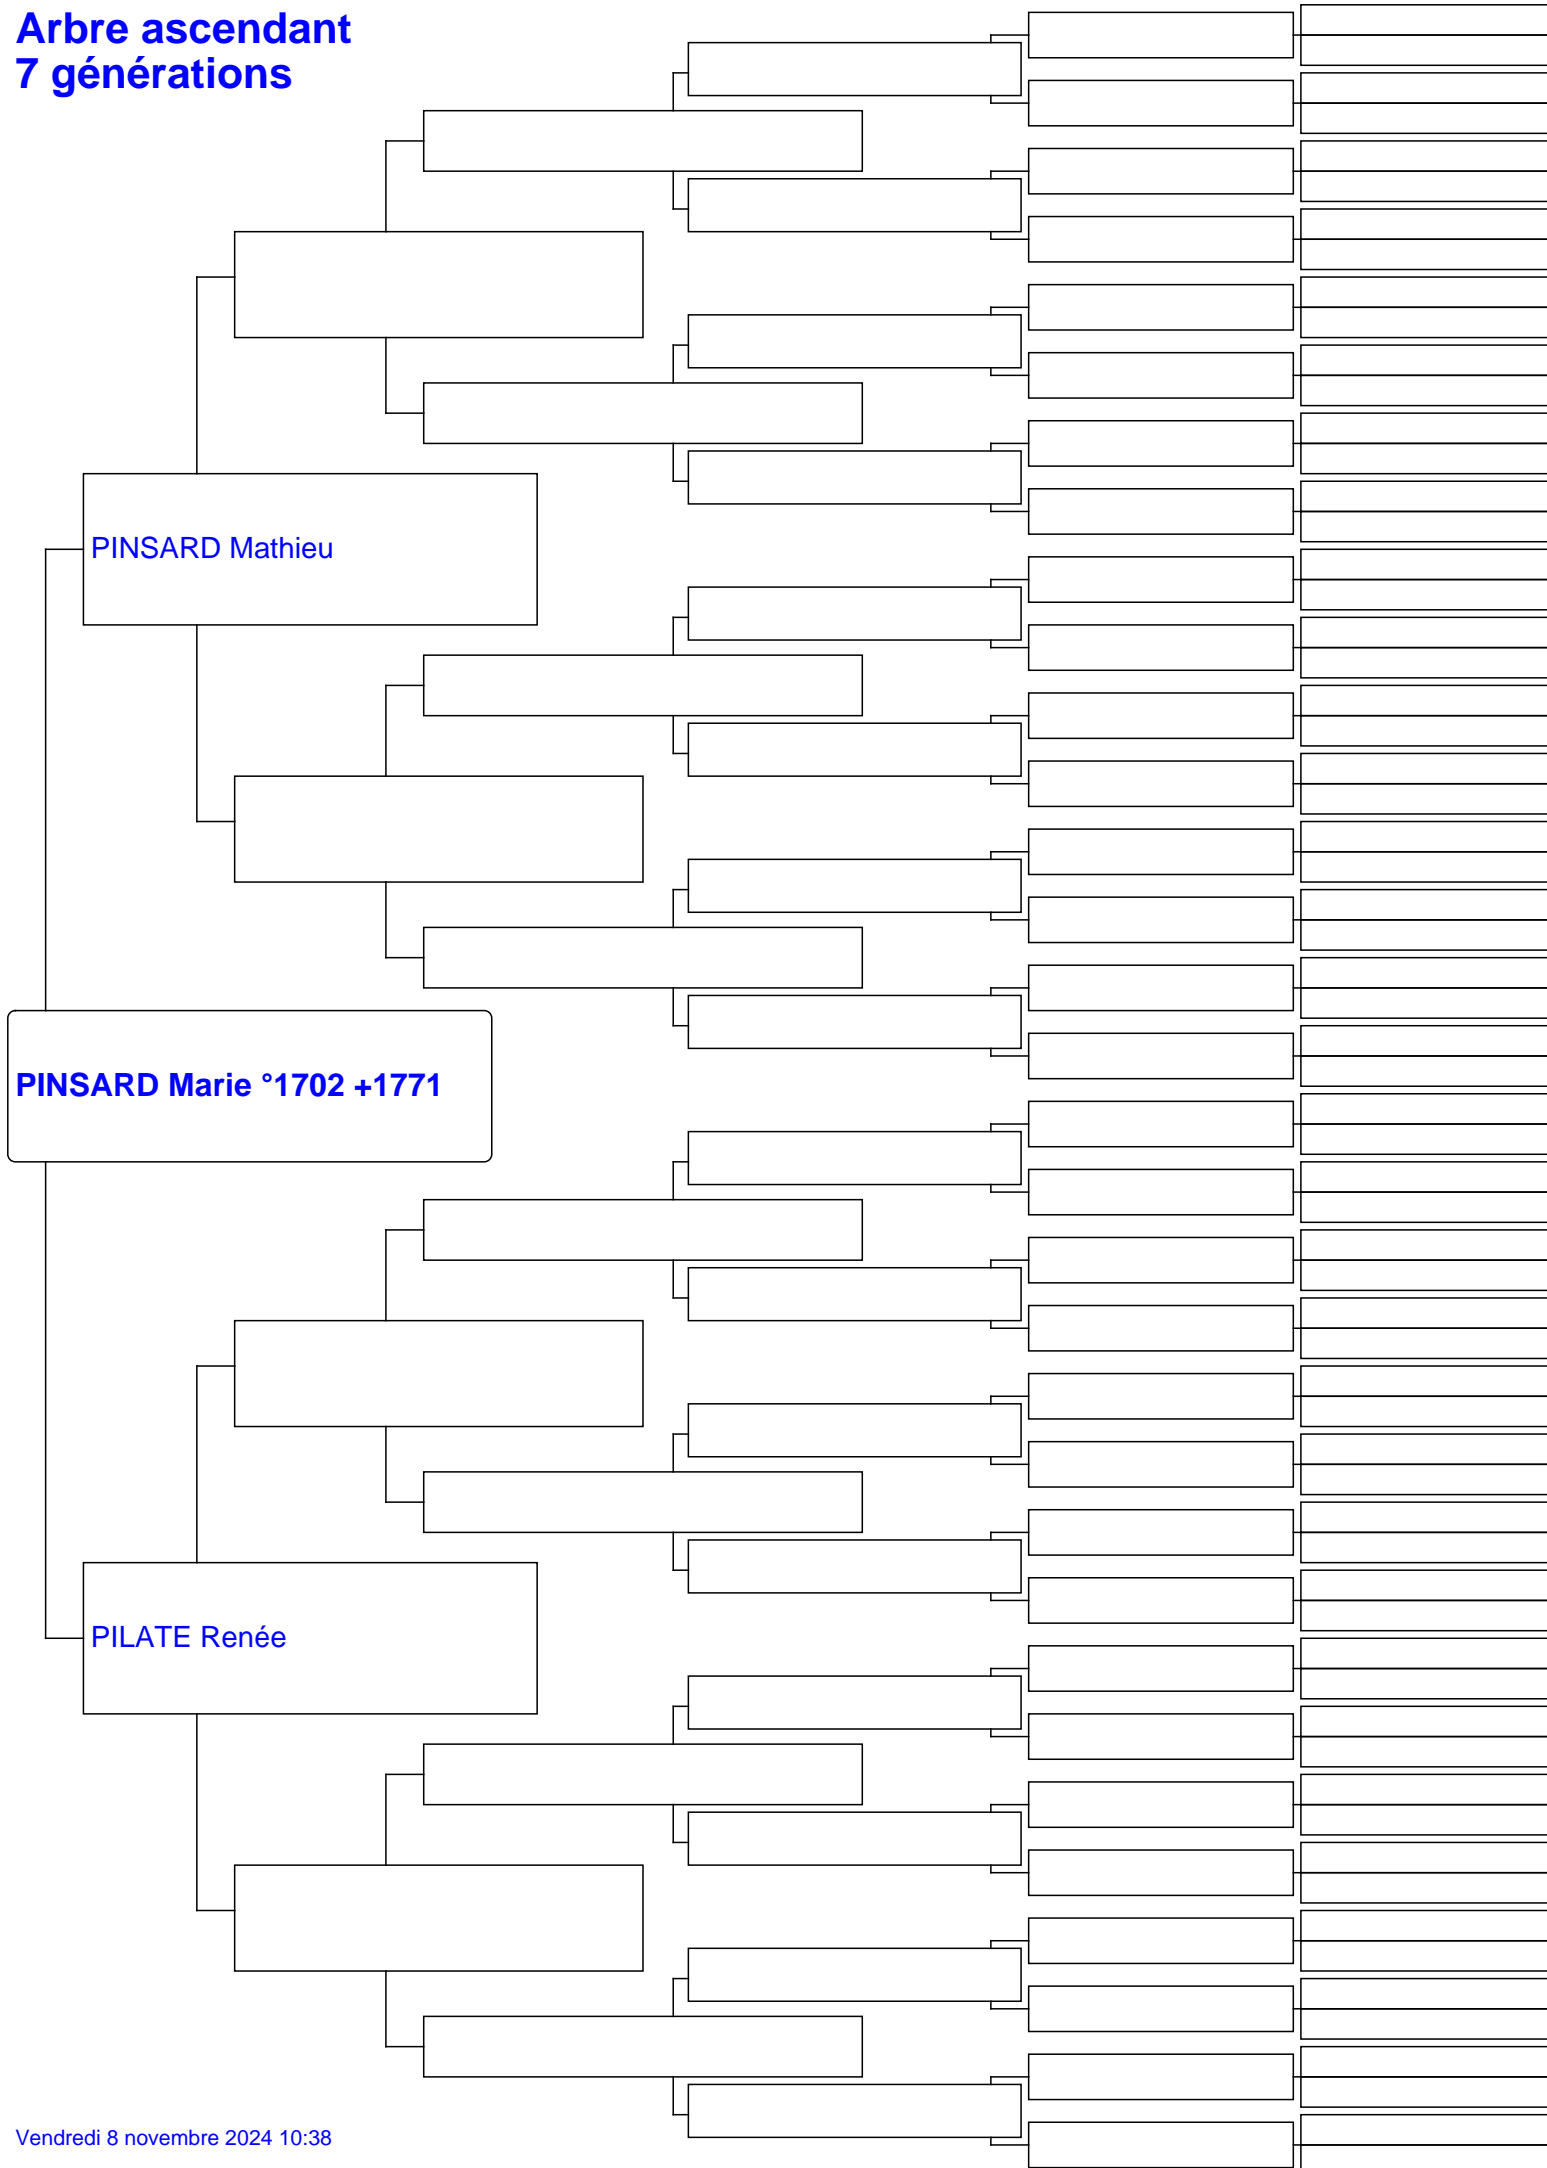 Arbre ascendant
7 générations
PINSARD Mathieu
PINSARD Marie °1702 +1771
PILATE Renée
Vendredi 8 novembre 2024 10:38